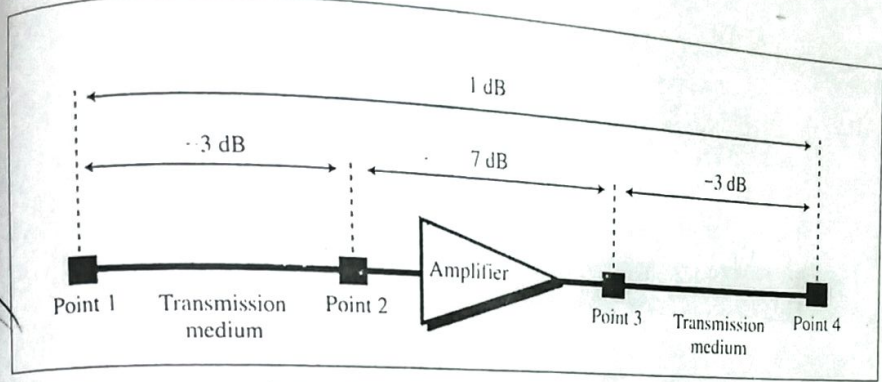 1 dB
-3 dB
7 dB
-3 dB
Amplifier
Point 1
Transmission
medium
Point 2
Point 3
Transmission
medium
Point 4